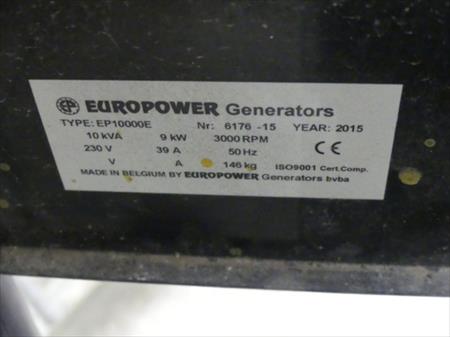 EP EUROPOWER Generators
TYPE: EP10000E Nr: 6176 -15 YEAR: 2015
10 kVA 9 kW 3000 RPM CE
230 V 39 A 50 Hz
V A 146 kg ISO9001 Cert.Comp.
MADE IN BELGIUM BY EUROPOWER Generators bvba